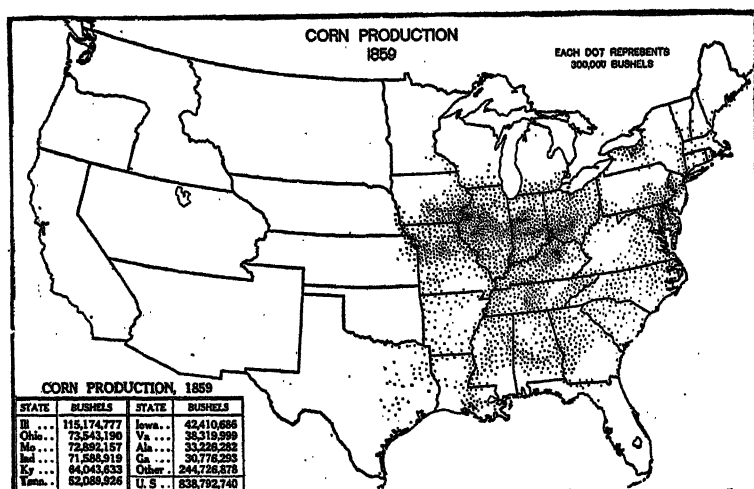 CORN PRODUCTION
1859
EACH DOT REPRESENTS
300,000 BUSHELS
CORN PRODUCTION, 1859
STATE BUSHELS STATE BUSHELS
Ill ... 115,174,777 Iowa... 42,410,686
Ohio... 73,543,190 Va ... 38,319,999
Mo ... 72,892,157 Ala... 33,226,282
Ind ... 71,588,919 Ga ... 30,776,293
Ky ... 64,043,633 Other. 244,726,878
Tenn.. 52,089,926 U. S .. 838,792,740